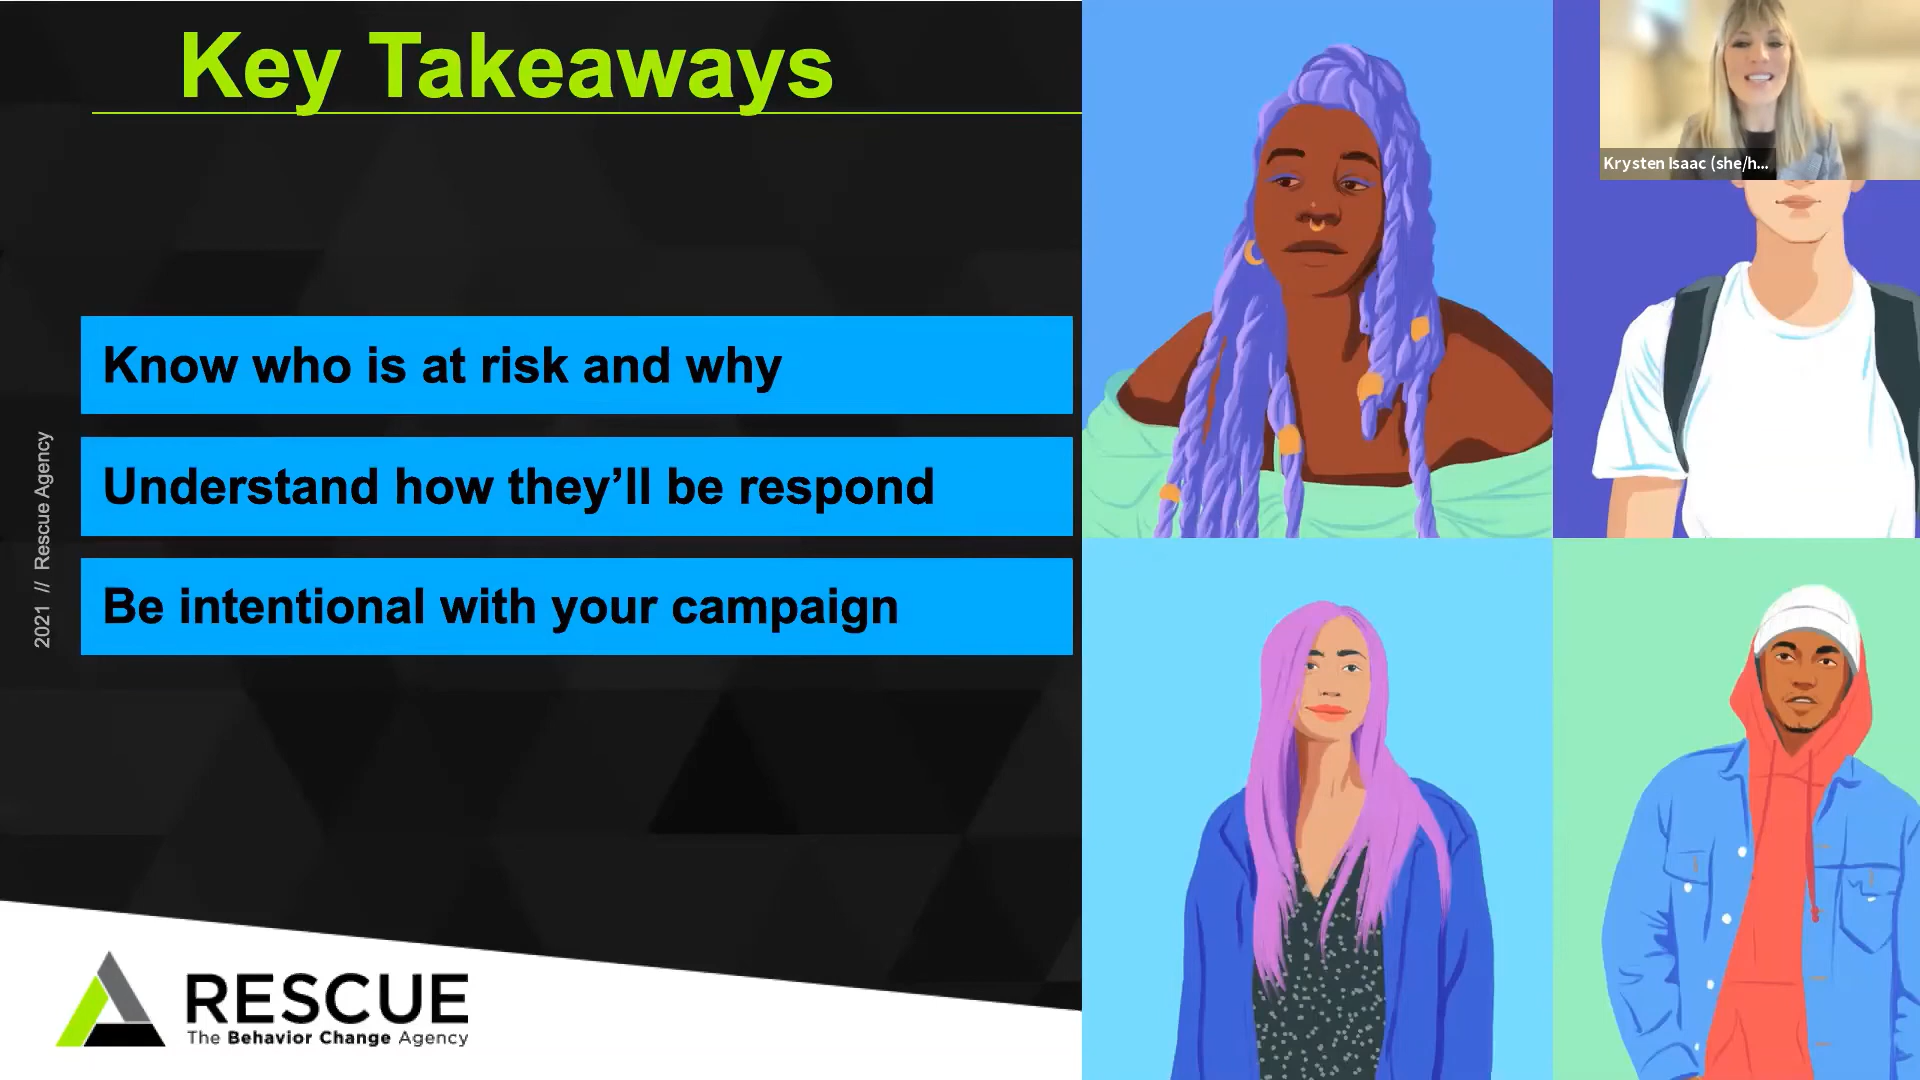 Key Takeaways
Krysten Isaac (she/h...
Know who is at risk and why
Understand how they’ll be respond
Be intentional with your campaign
2021 // Rescue Agency
RESCUE
The Behavior Change Agency